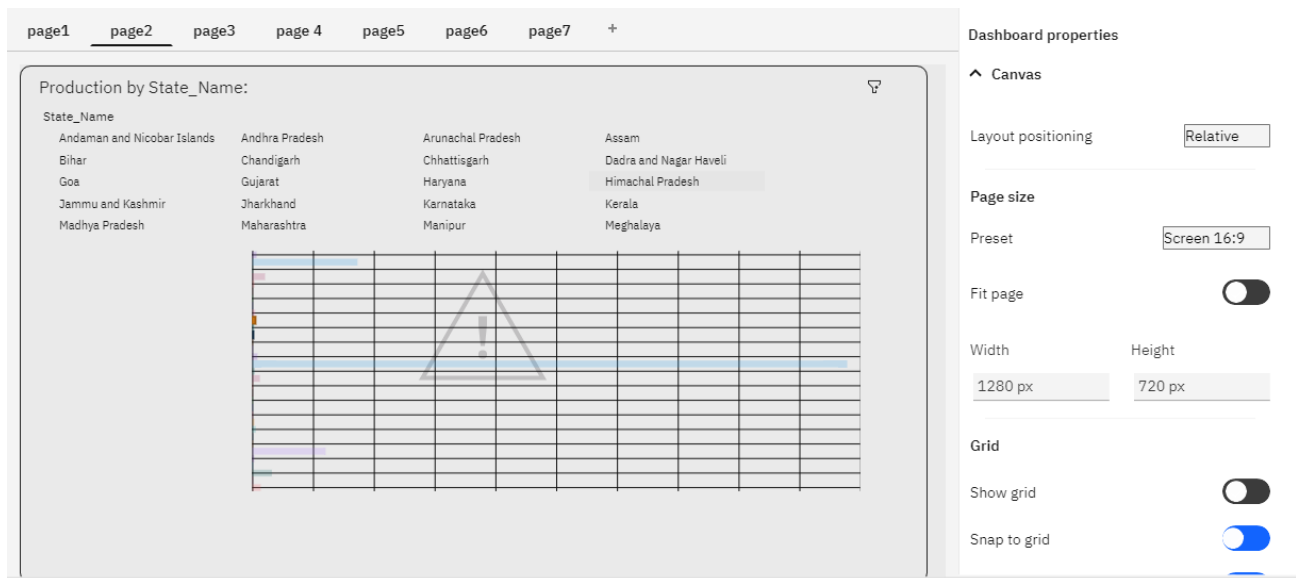 page1 page2 page3 page 4 page5 page6 page7 +
Production by State_Name:
State_Name
Andaman and Nicobar Islands Andhra Pradesh Arunachal Pradesh Assam
Bihar Chandigarh Chhattisgarh Dadra and Nagar Haveli
Goa Gujarat Haryana Himachal Pradesh
Jammu and Kashmir Jharkhand Karnataka Kerala
Madhya Pradesh Maharashtra Manipur Meghalaya
!
Dashboard properties
Canvas
Layout positioning Relative
Page size
Preset Screen 16:9
Fit page
Width Height
1280 px 720 px
Grid
Show grid
Snap to grid